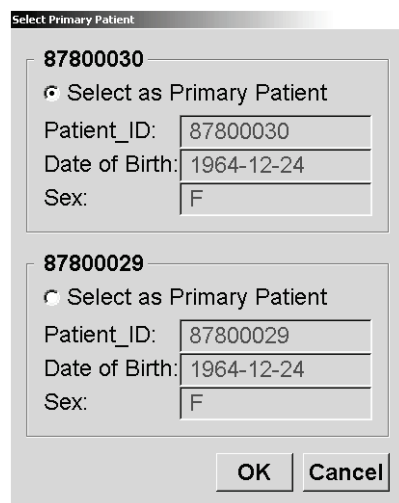 Select Primary Patient
87800030
Select as Primary Patient
Patient_ID: 87800030
Date of Birth: 1964-12-24
Sex: F
87800029
Select as Primary Patient
Patient_ID: 87800029
Date of Birth: 1964-12-24
Sex: F
OK Cancel